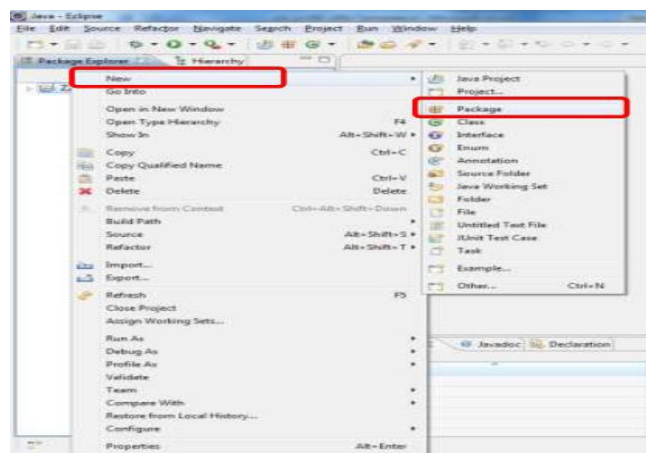 Java - Eclipse
File Edit Source Refactor Navigate Search Project Run Window Help
Package Explorer Hierarchy
New
Go Into
Open in New Window
Open Type Hierarchy F4
Show In Alt+Shift+W
Copy Ctrl+C
Copy Qualified Name
Paste Ctrl+V
Delete Delete
Remove from Context Ctrl+Alt+Shift+Down
Build Path
Source Alt+Shift+S
Refactor Alt+Shift+T
Import...
Export...
Refresh F5
Close Project
Assign Working Sets...
Run As
Debug As
Profile As
Validate
Team
Compare With
Restore from Local History...
Configure
Properties Alt+Enter
Java Project
Project...
Package
Class
Interface
Enum
Annotation
Source Folder
Java Working Set
Folder
File
Untitled Text File
JUnit Test Case
Task
Example...
Other... Ctrl+N
Javadoc Declaration